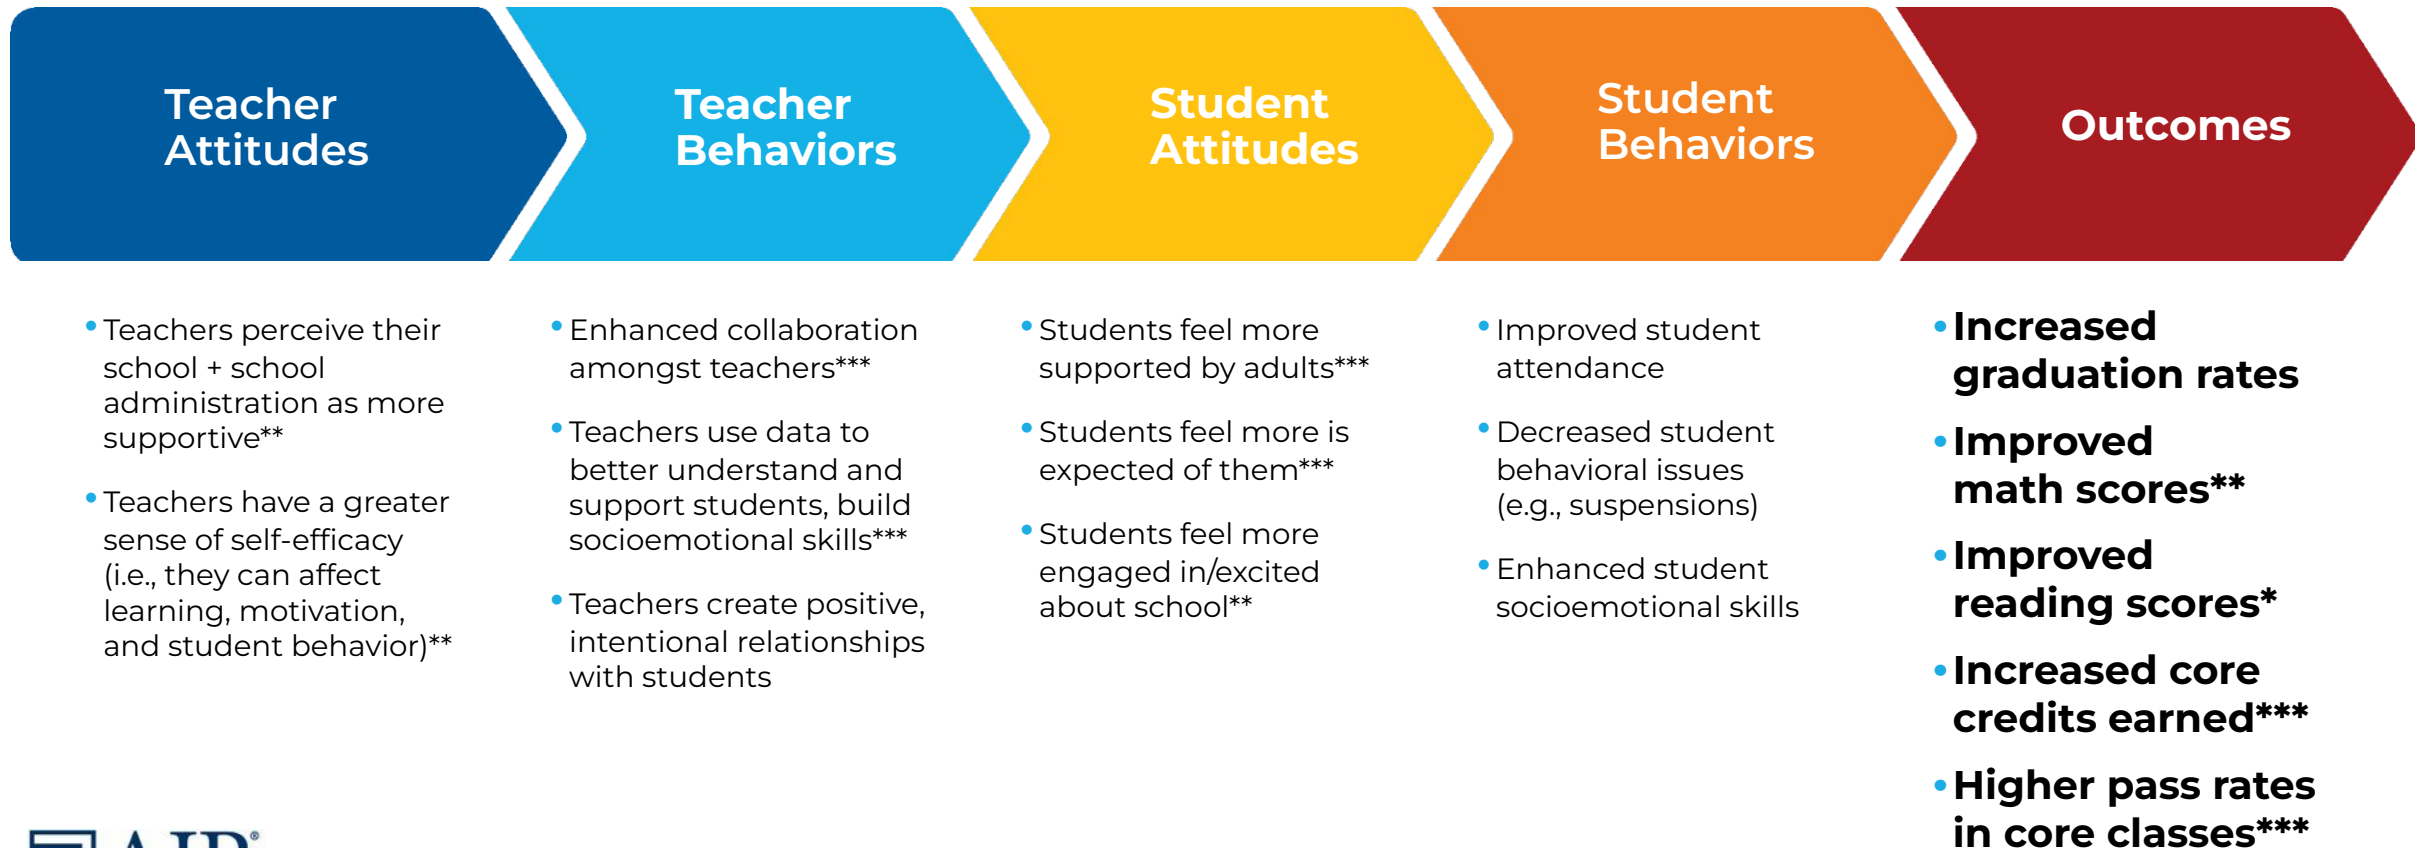 Teacher
Attitudes
Teacher
Behaviors
Student
Attitudes
Student
Behaviors
Outcomes
•Teachers perceive their
school + school
administration as more
supportive**
•Teachers have a greater
sense of self-efficacy
(i.e., they can affect
learning, motivation,
and student behavior)**
•Enhanced collaboration
amongst teachers***
•Teachers use data to
better understand and
support students, build
socioemotional skills***
•Teachers create positive,
intentional relationships
with students
•Students feel more
supported by adults***
•Students feel more is
expected of them***
•Students feel more
engaged in/excited
about school**
•Improved student
attendance
•Decreased student
behavioral issues
(e.g., suspensions)
•Enhanced student
socioemotional skills
•Increased
graduation rates
•Improved
math scores**
•Improved
reading scores*
•Increased core
credits earned***
•Higher pass rates
in core classes***
AIR®